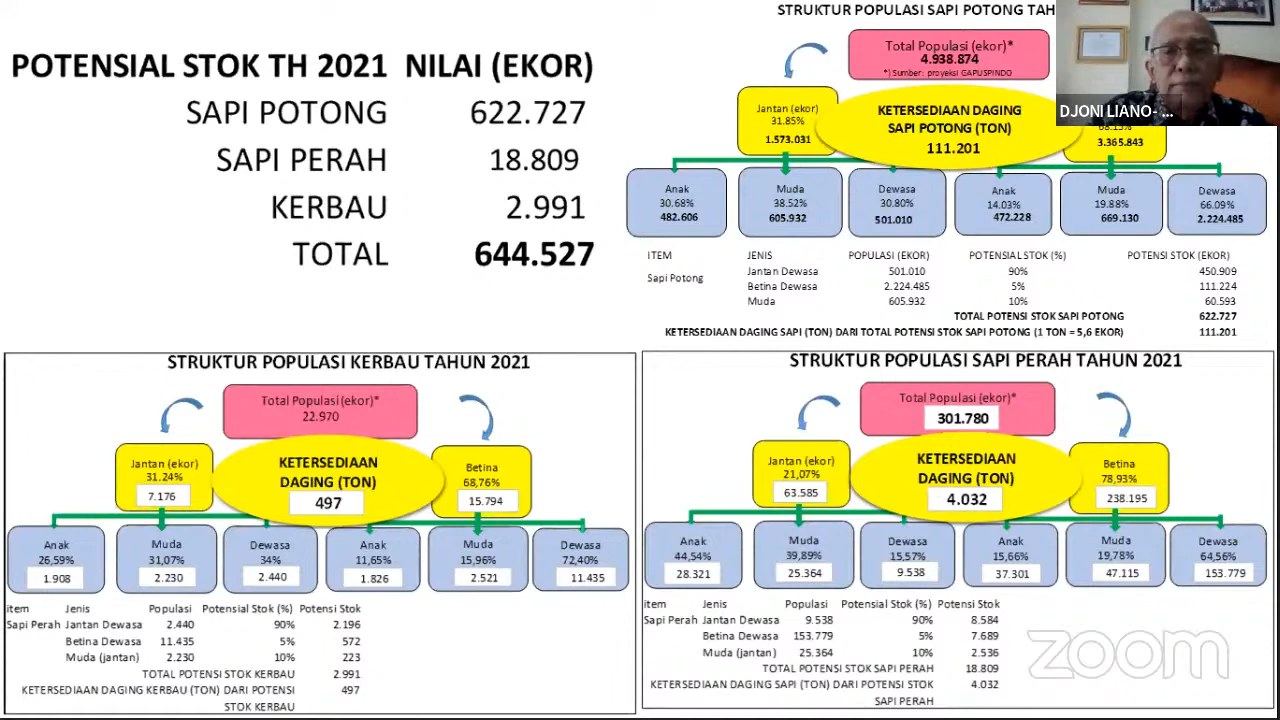 POTENSIAL STOK TH 2021 NILAI (EKOR)
SAPI POTONG 622.727
SAPI PERAH 18.809
KERBAU 2.991
TOTAL 644.527
STRUKTUR POPULASI SAPI POTONG TAH
Total Populasi (ekor)*
4.938.874
*) Sumber: proyeksi GAPUSPINDO
Jantan (ekor)
31.85%
1.573.031
KETERSEDIAAN DAGING
SAPI POTONG (TON)
111.201
68.15%
3.365.843
DJONI LIANO- ...
Anak
30.68%
482.606
Muda
38.52%
605.932
Dewasa
30.80%
501.010
Anak
14.03%
472.228
Muda
19.88%
669.130
Dewasa
66.09%
2.224.485
ITEM JENIS POPULASI (EKOR) POTENSIAL STOK (%) POTENSI STOK (EKOR)
Sapi Potong
Jantan Dewasa 501.010 90% 450.909
Betina Dewasa 2.224.485 5% 111.224
Muda 605.932 10% 60.593
TOTAL POTENSI STOK SAPI POTONG 622.727
KETERSEDIAAN DAGING SAPI (TON) DARI TOTAL POTENSI STOK SAPI POTONG (1 TON = 5,6 EKOR) 111.201
STRUKTUR POPULASI KERBAU TAHUN 2021
Total Populasi (ekor)*
22.970
Jantan (ekor)
31.24%
7.176
KETERSEDIAAN
DAGING (TON)
497
Betina
68,76%
15.794
Anak
26,59%
1.908
Muda
31,07%
2.230
Dewasa
34%
2.440
Anak
11,65%
1.826
Muda
15,96%
2.521
Dewasa
72,40%
11.435
item Jenis Populasi Potensial Stok (%) Potensi Stok
Sapi Perah Jantan Dewasa 2.440 90% 2.196
Betina Dewasa 11.435 5% 572
Muda (jantan) 2.230 10% 223
TOTAL POTENSI STOK KERBAU 2.991
KETERSEDIAAN DAGING KERBAU (TON) DARI POTENSI 497
STOK KERBAU
STRUKTUR POPULASI SAPI PERAH TAHUN 2021
Total Populasi (ekor)*
301.780
Jantan (ekor)
21,07%
63.585
KETERSEDIAAN
DAGING (TON)
4.032
Betina
78,93%
238.195
Anak
44,54%
28.321
Muda
39,89%
25.364
Dewasa
15,57%
9.538
Anak
15,66%
37.301
Muda
19,78%
47.115
Dewasa
64,56%
153.779
item Jenis Populasi Potensial Stok (%) Potensi Stok
Sapi Perah Jantan Dewasa 9.538 90% 8.584
Betina Dewasa 153.779 5% 7.689
Muda (jantan) 25.364 10% 2.536
TOTAL POTENSI STOK SAPI PERAH 18.809
KETERSEDIAAN DAGING SAPI (TON) DARI POTENSI STOK 4.032
SAPI PERAH
zoom